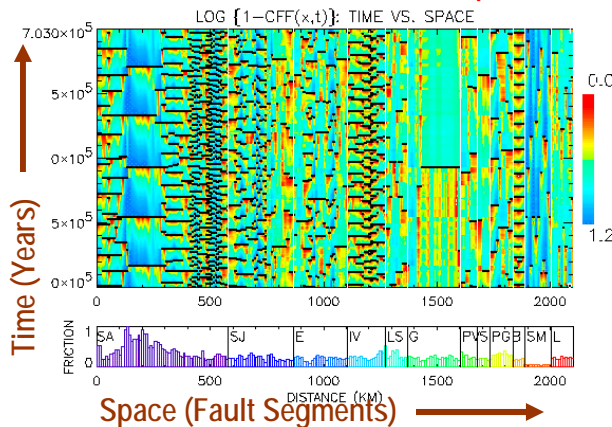 LOG {1-CFF(x,t)}: TIME VS. SPACE
7.030×10⁵
5×10⁵
0×10⁵
5×10⁵
0×10⁵
0 500 1000 1500 2000
0.0
1.2
Time (Years)
FRICTION
1
0
SA SJ E IV LS G PV S PG B SM L
0 500 1000 1500 2000
DISTANCE (KM)
Space (Fault Segments)